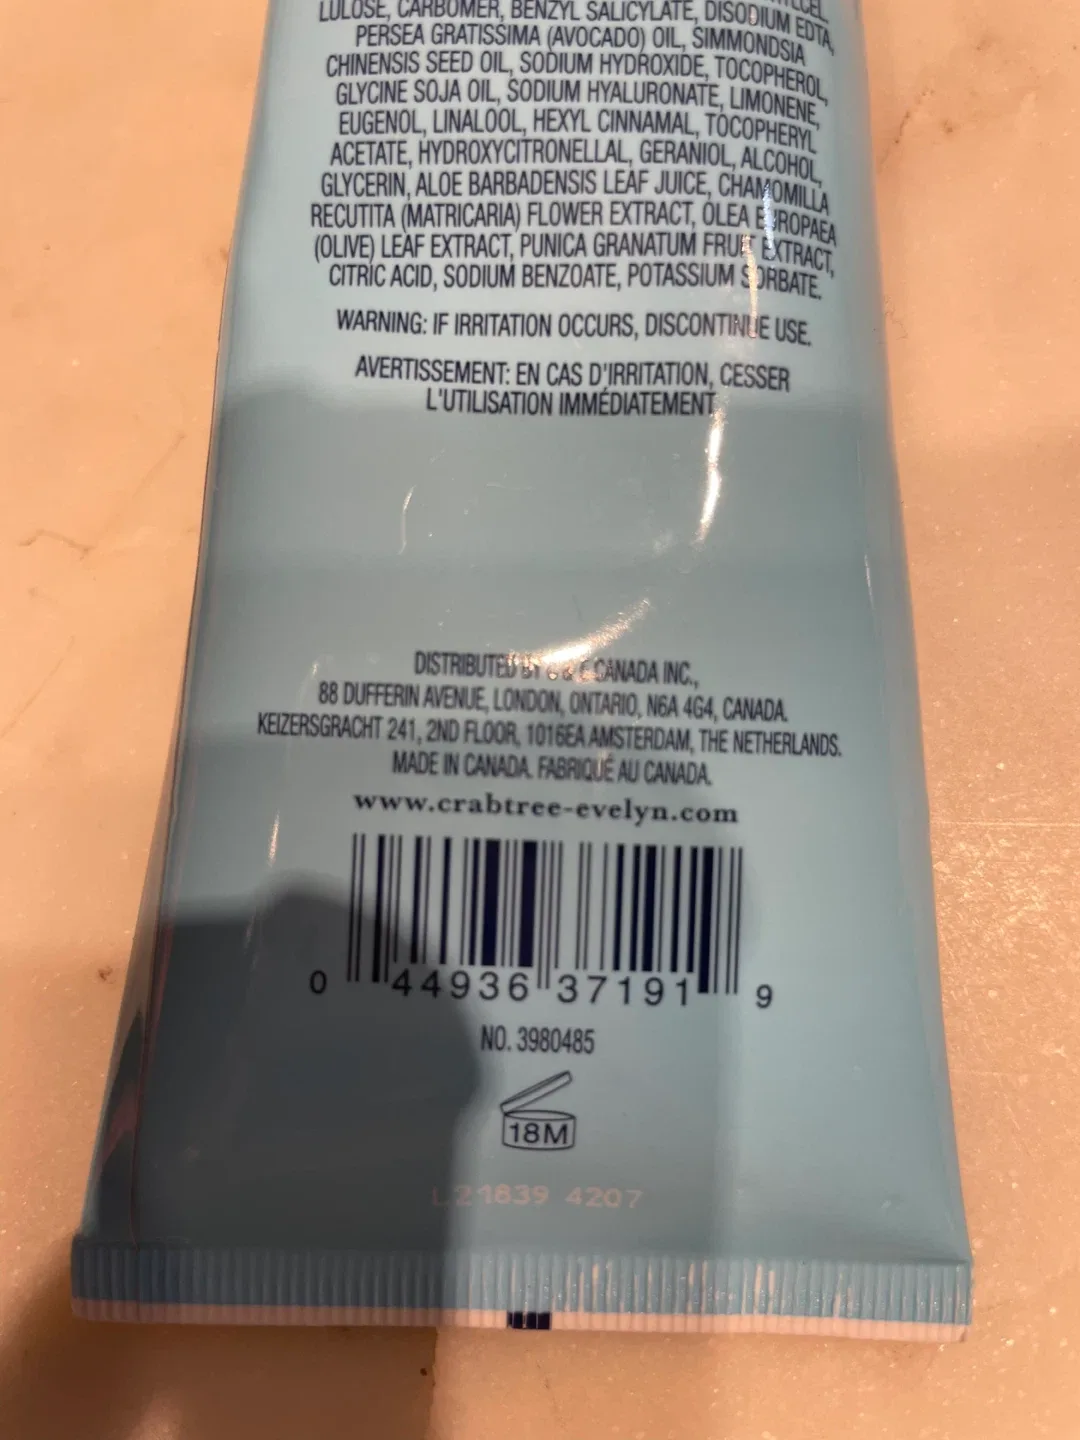 LULOSE, CARBOMER, BENZYL SALICYLATE, DISODIUM EDTA,
PERSEA GRATISSIMA (AVOCADO) OIL, SIMMONDSIA
CHINENSIS SEED OIL, SODIUM HYDROXIDE, TOCOPHEROL,
GLYCINE SOJA OIL, SODIUM HYALURONATE, LIMONENE,
EUGENOL, LINALOOL, HEXYL CINNAMAL, TOCOPHERYL
ACETATE, HYDROXYCITRONELLAL, GERANIOL, ALCOHOL,
GLYCERIN, ALOE BARBADENSIS LEAF JUICE, CHAMOMILLA
RECUTITA (MATRICARIA) FLOWER EXTRACT, OLEA EUROPAEA
(OLIVE) LEAF EXTRACT, PUNICA GRANATUM FRUIT EXTRACT,
CITRIC ACID, SODIUM BENZOATE, POTASSIUM SORBATE.
WARNING: IF IRRITATION OCCURS, DISCONTINUE USE.
AVERTISSEMENT: EN CAS D'IRRITATION, CESSER
L'UTILISATION IMMÉDIATEMENT
DISTRIBUTED BY C & E CANADA INC.,
88 DUFFERIN AVENUE, LONDON, ONTARIO, N6A 4G4, CANADA.
KEIZERSGRACHT 241, 2ND FLOOR, 1016EA AMSTERDAM, THE NETHERLANDS.
MADE IN CANADA. FABRIQUÉ AU CANADA.
www.crabtree-evelyn.com
0 44936 37191 9
NO. 3980485
18M
L21839 4207